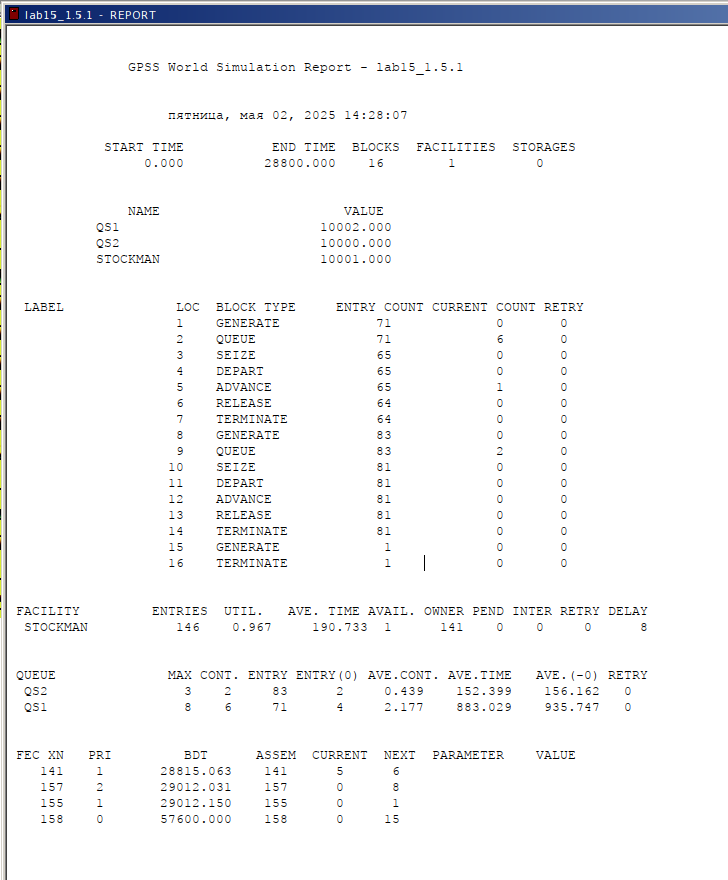 lab15_1.5.1 - REPORT
GPSS World Simulation Report - lab15_1.5.1
пятница, мая 02, 2025 14:28:07
START TIME END TIME BLOCKS FACILITIES STORAGES
0.000 28800.000 16 1 0
NAME VALUE
QS1 10002.000
QS2 10000.000
STOCKMAN 10001.000
LABEL LOC BLOCK TYPE ENTRY COUNT CURRENT COUNT RETRY
1 GENERATE 71 0 0
2 QUEUE 71 6 0
3 SEIZE 65 0 0
4 DEPART 65 0 0
5 ADVANCE 65 1 0
6 RELEASE 64 0 0
7 TERMINATE 64 0 0
8 GENERATE 83 0 0
9 QUEUE 83 2 0
10 SEIZE 81 0 0
11 DEPART 81 0 0
12 ADVANCE 81 0 0
13 RELEASE 81 0 0
14 TERMINATE 81 0 0
15 GENERATE 1 0 0
16 TERMINATE 1 0 0
FACILITY ENTRIES UTIL. AVE. TIME AVAIL. OWNER PEND INTER RETRY DELAY
STOCKMAN 146 0.967 190.733 1 141 0 0 0 8
QUEUE MAX CONT. ENTRY ENTRY(0) AVE.CONT. AVE.TIME AVE.(-0) RETRY
QS2 3 2 83 2 0.439 152.399 156.162 0
QS1 8 6 71 4 2.177 883.029 935.747 0
FEC XN PRI BDT ASSEM CURRENT NEXT PARAMETER VALUE
141 1 28815.063 141 5 6
157 2 29012.031 157 0 8
155 1 29012.150 155 0 1
158 0 57600.000 158 0 15